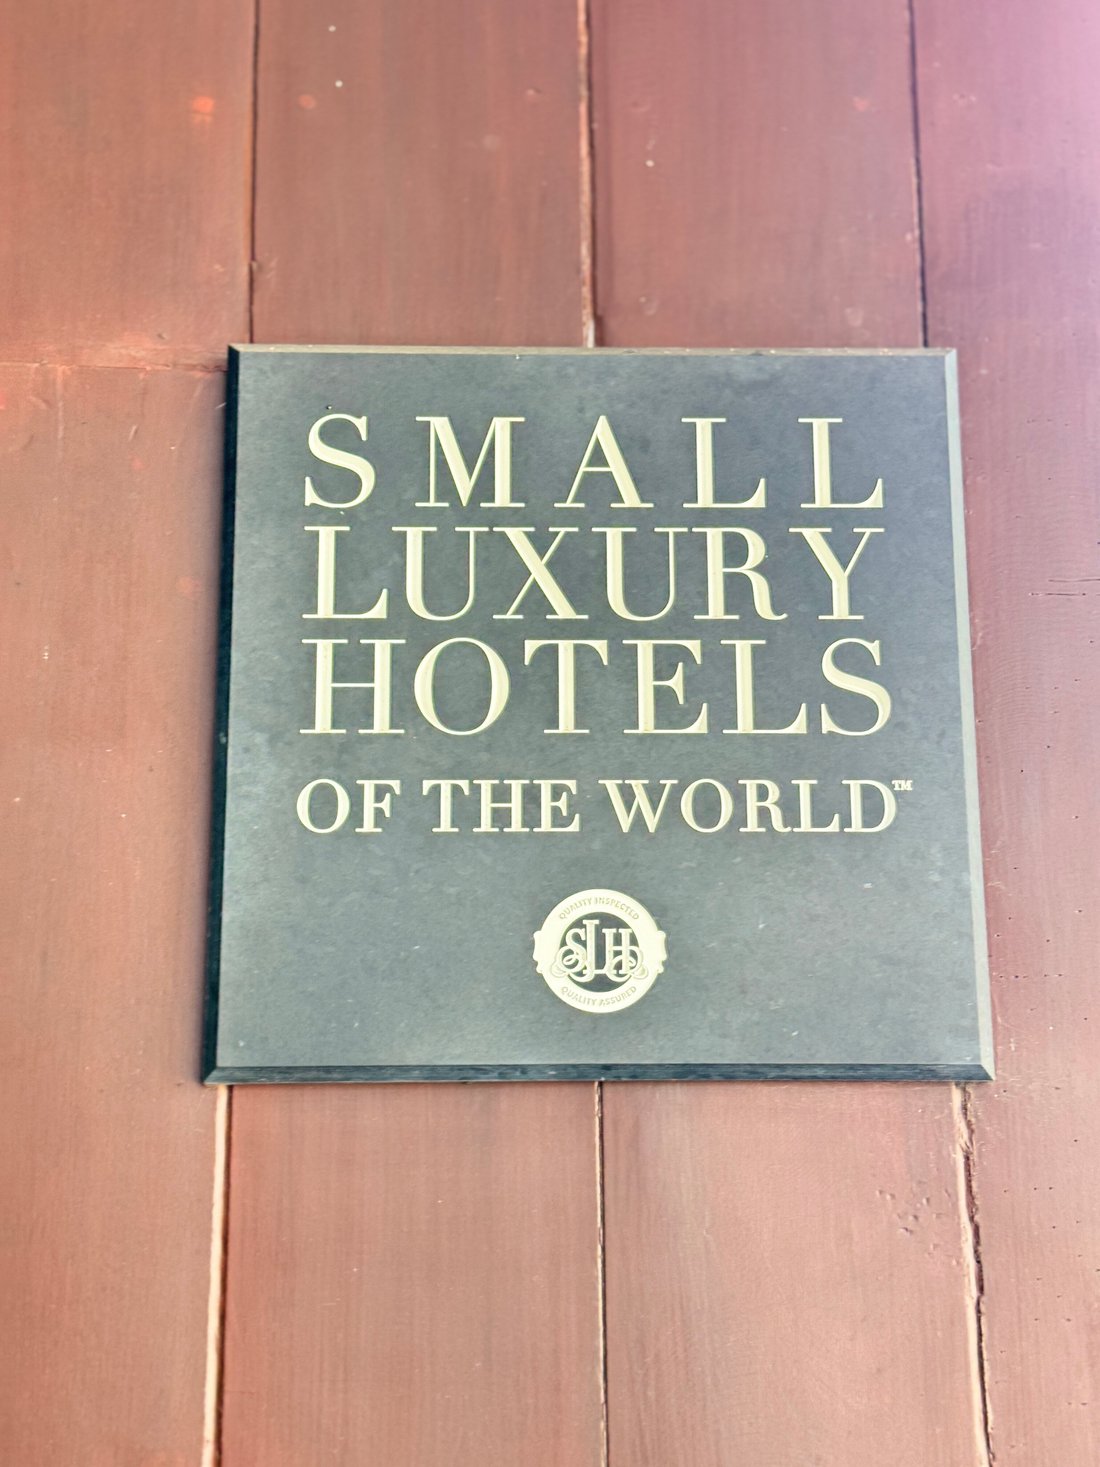 SMALL
LUXURY
HOTELS
OF THE WORLD™
QUALITY INSPECTED
SLH
QUALITY ASSURED